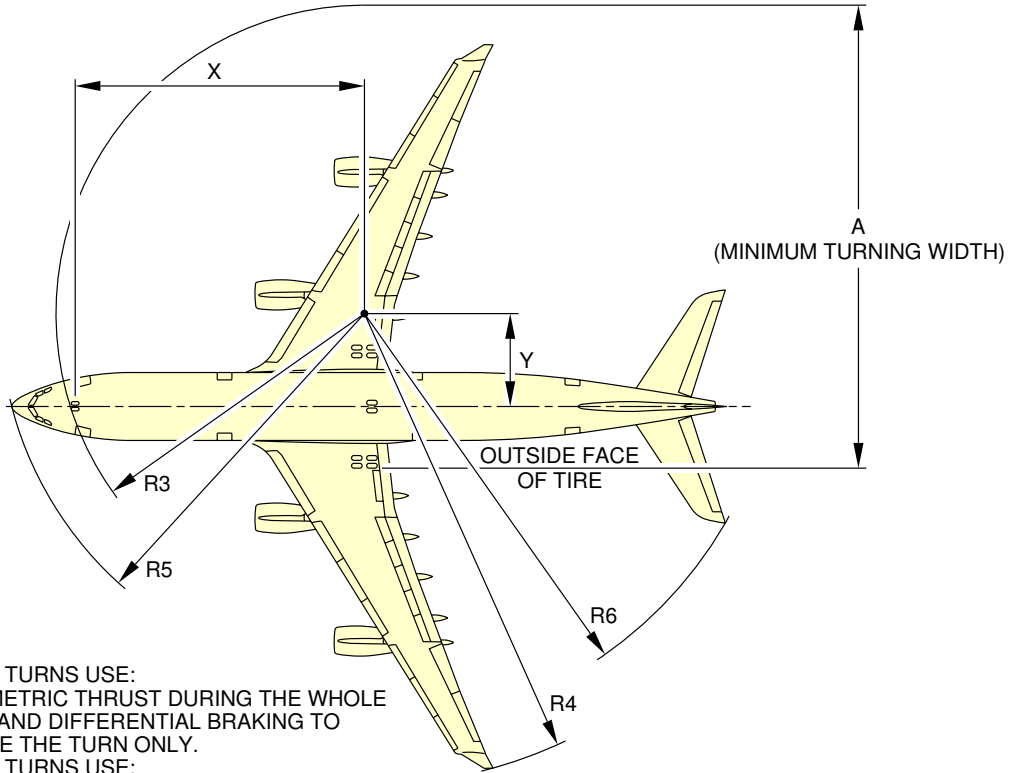 X
A
(MINIMUM TURNING WIDTH)
Y
OUTSIDE FACE
OF TIRE
R3
R5
R6
R4
TURNS USE:
METRIC THRUST DURING THE WHOLE
AND DIFFERENTIAL BRAKING TO
E THE TURN ONLY.
TURNS USE: